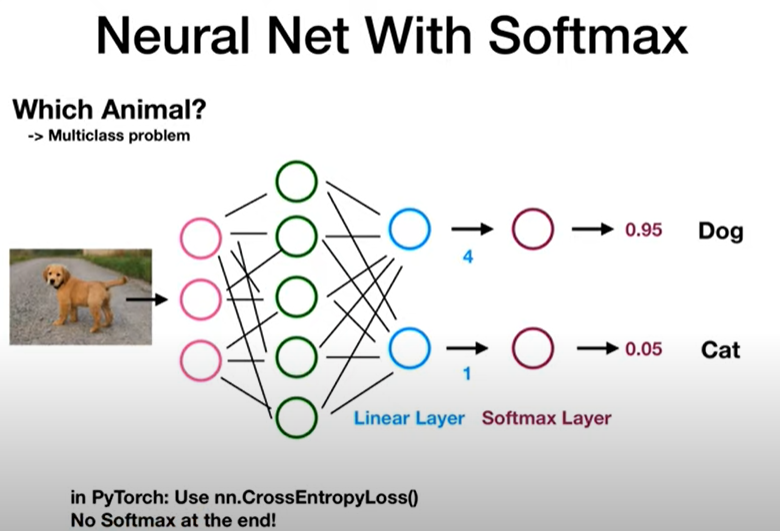 Neural Net With Softmax
Which Animal?
-> Multiclass problem
4
0.95
Dog
1
0.05
Cat
Linear Layer
Softmax Layer
in PyTorch: Use nn.CrossEntropyLoss()
No Softmax at the end!